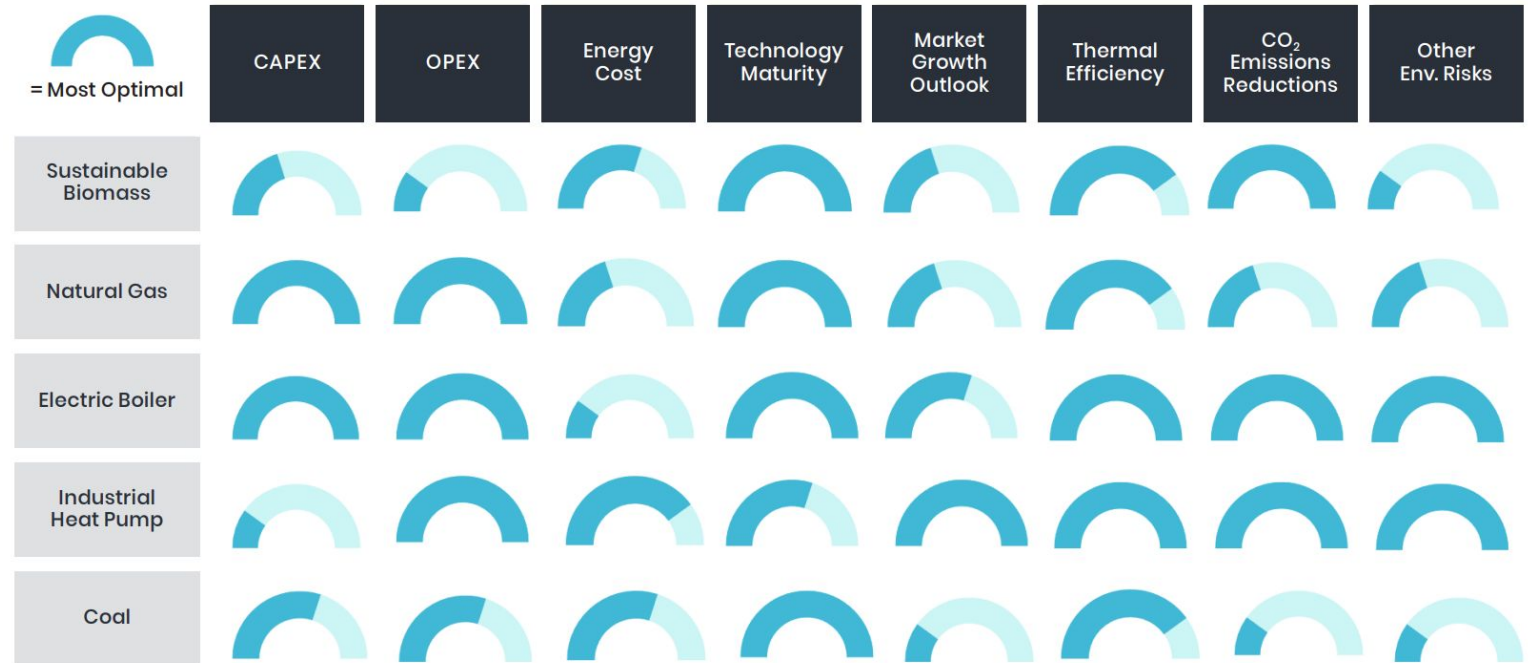 = Most Optimal
CAPEX
OPEX
Energy
Cost
Technology
Maturity
Market
Growth
Outlook
Thermal
Efficiency
CO₂
Emissions
Reductions
Other
Env. Risks
Sustainable
Biomass
Natural Gas
Electric Boiler
Industrial
Heat Pump
Coal